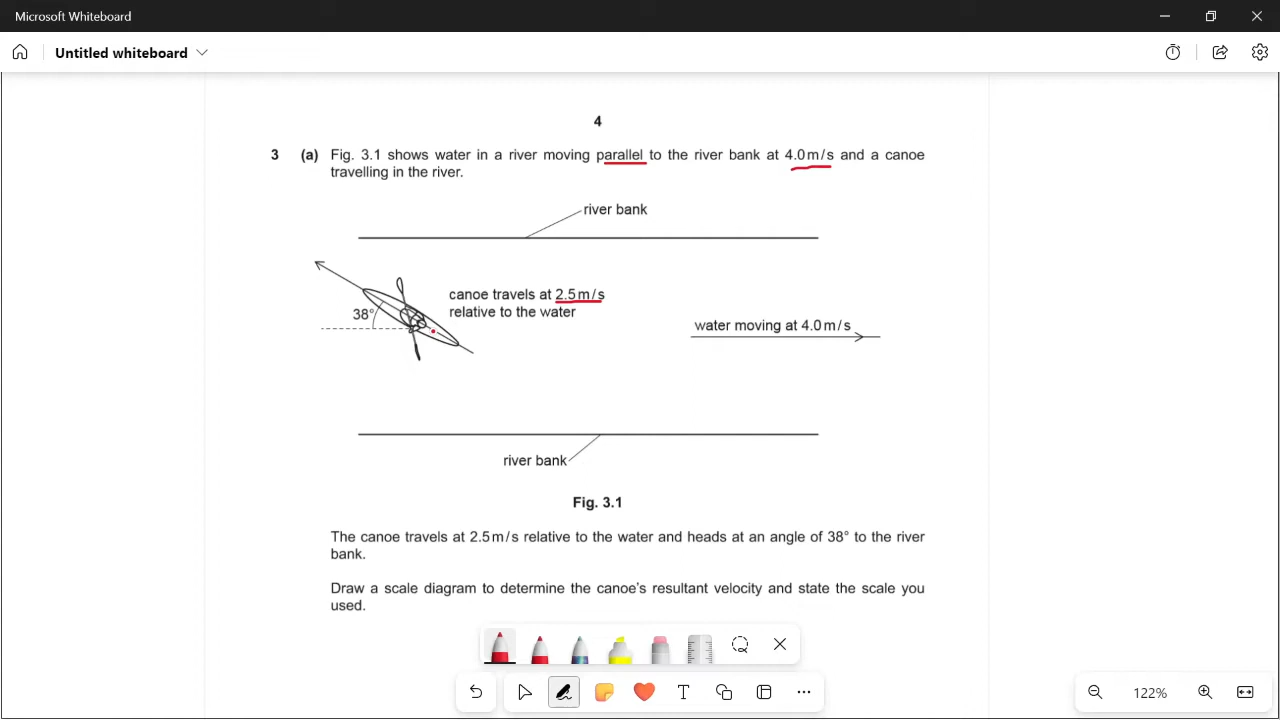 Microsoft Whiteboard
Untitled whiteboard
4
3 (a) Fig. 3.1 shows water in a river moving parallel to the river bank at 4.0 m/s and a canoe
travelling in the river.
river bank
canoe travels at 2.5 m/s
relative to the water
38°
water moving at 4.0 m/s
river bank
Fig. 3.1
The canoe travels at 2.5 m/s relative to the water and heads at an angle of 38° to the river
bank.
Draw a scale diagram to determine the canoe's resultant velocity and state the scale you
used.
122%